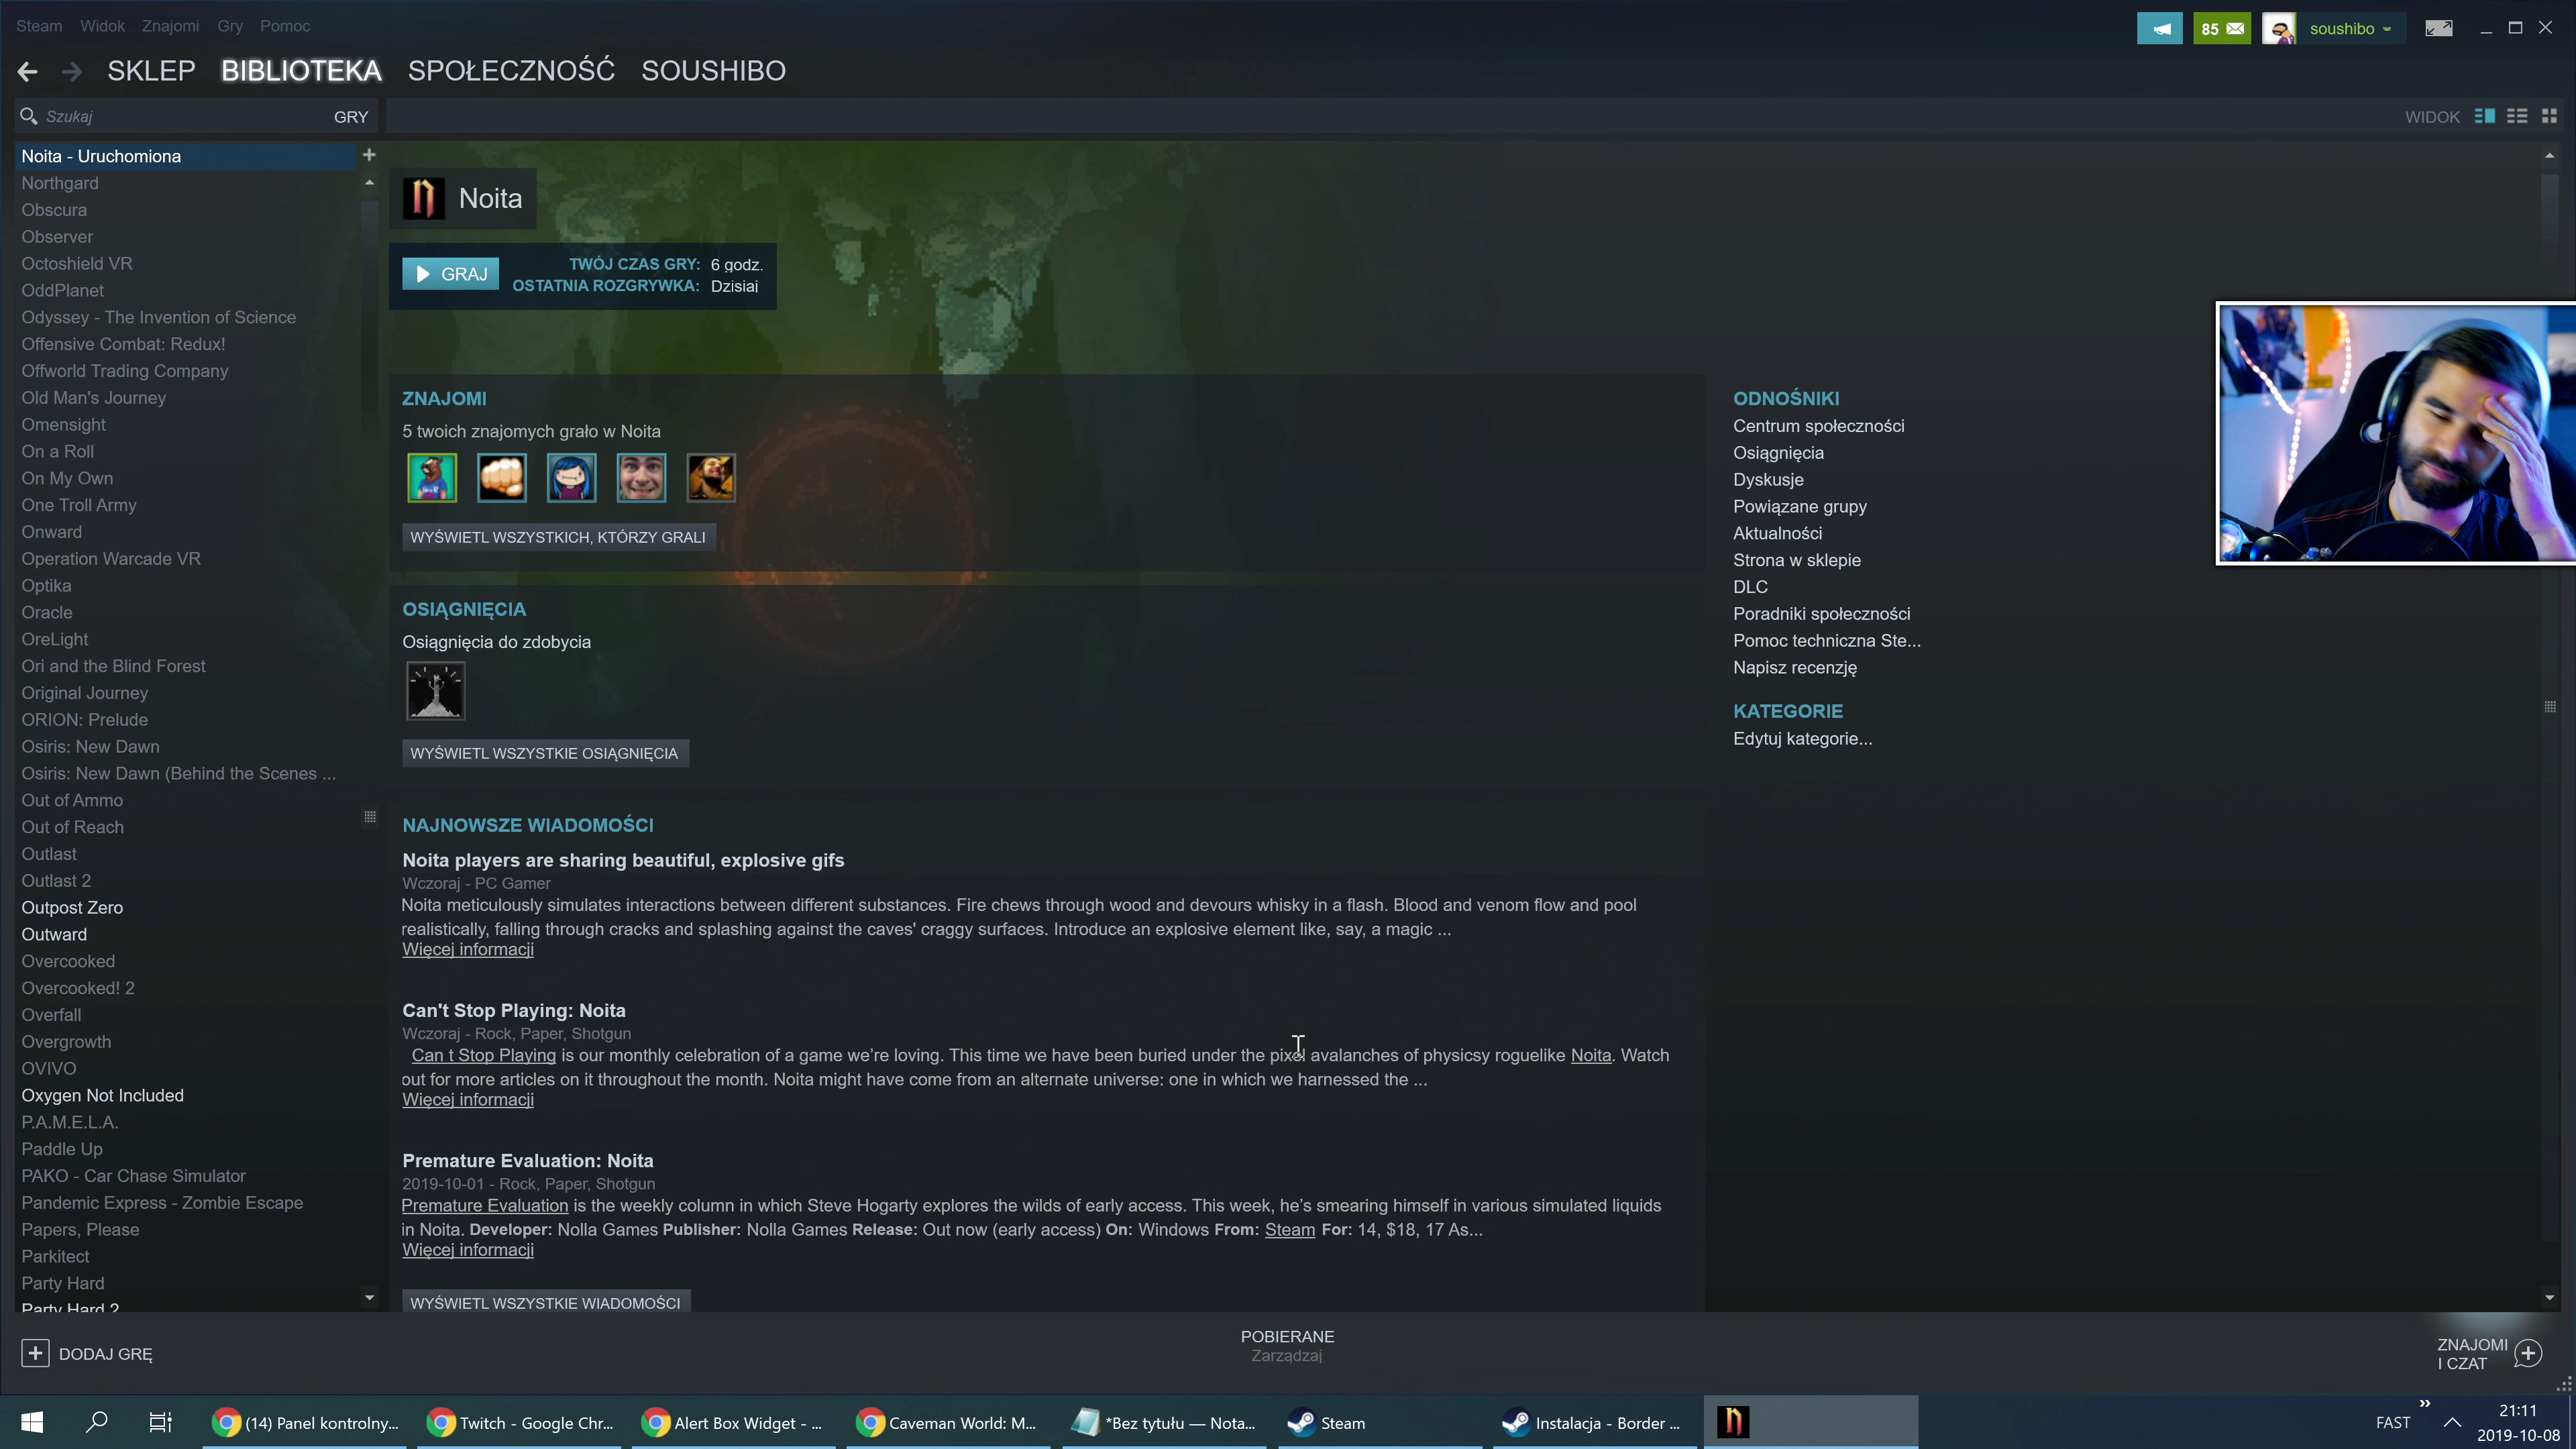 Steam Widok Znajomi Gry Pomoc
85 soushibo
SKLEP BIBLIOTEKA SPOŁECZNOŚĆ SOUSHIBO
Szukaj GRY WIDOK
Noita - Uruchomiona
Northgard
Obscura
Observer
Octoshield VR
OddPlanet
Odyssey - The Invention of Science
Offensive Combat: Redux!
Offworld Trading Company
Old Man's Journey
Omensight
On a Roll
On My Own
One Troll Army
Onward
Operation Warcade VR
Optika
Oracle
OreLight
Ori and the Blind Forest
Original Journey
ORION: Prelude
Osiris: New Dawn
Osiris: New Dawn (Behind the Scenes ...
Out of Ammo
Out of Reach
Outlast
Outlast 2
Outpost Zero
Outward
Overcooked
Overcooked! 2
Overfall
Overgrowth
OVIVO
Oxygen Not Included
P.A.M.E.L.A.
Paddle Up
PAKO - Car Chase Simulator
Pandemic Express - Zombie Escape
Papers, Please
Parkitect
Party Hard
Party Hard 2
Noita
GRAJ
TWÓJ CZAS GRY: 6 godz.
OSTATNIA ROZGRYWKA: Dzisiaj
ZNAJOMI
5 twoich znajomych grało w Noita
WYŚWIETL WSZYSTKICH, KTÓRZY GRALI
OSIĄGNIĘCIA
Osiągnięcia do zdobycia
WYŚWIETL WSZYSTKIE OSIĄGNIĘCIA
NAJNOWSZE WIADOMOŚCI
Noita players are sharing beautiful, explosive gifs
Wczoraj - PC Gamer
Noita meticulously simulates interactions between different substances. Fire chews through wood and devours whisky in a flash. Blood and venom flow and pool
realistically, falling through cracks and splashing against the caves' craggy surfaces. Introduce an explosive element like, say, a magic ...
Więcej informacji
Can't Stop Playing: Noita
Wczoraj - Rock, Paper, Shotgun
Can t Stop Playing is our monthly celebration of a game we're loving. This time we have been buried under the pixel avalanches of physicsy roguelike Noita. Watch
out for more articles on it throughout the month. Noita might have come from an alternate universe: one in which we harnessed the ...
Więcej informacji
Premature Evaluation: Noita
2019-10-01 - Rock, Paper, Shotgun
Premature Evaluation is the weekly column in which Steve Hogarty explores the wilds of early access. This week, he's smearing himself in various simulated liquids
in Noita. Developer: Nolla Games Publisher: Nolla Games Release: Out now (early access) On: Windows From: Steam For: 14, $18, 17 As...
Więcej informacji
WYŚWIETL WSZYSTKIE WIADOMOŚCI
ODNOŚNIKI
Centrum społeczności
Osiągnięcia
Dyskusje
Powiązane grupy
Aktualności
Strona w sklepie
DLC
Poradniki społeczności
Pomoc techniczna Ste...
Napisz recenzję
KATEGORIE
Edytuj kategorie...
DODAJ GRĘ
POBIERANE
Zarządzaj
ZNAJOMI
I CZAT
(14) Panel kontrolny... Twitch - Google Chr... Alert Box Widget - ... Caveman World: M... *Bez tytułu — Nota... Steam Instalacja - Border ... FAST 21:11
2019-10-08